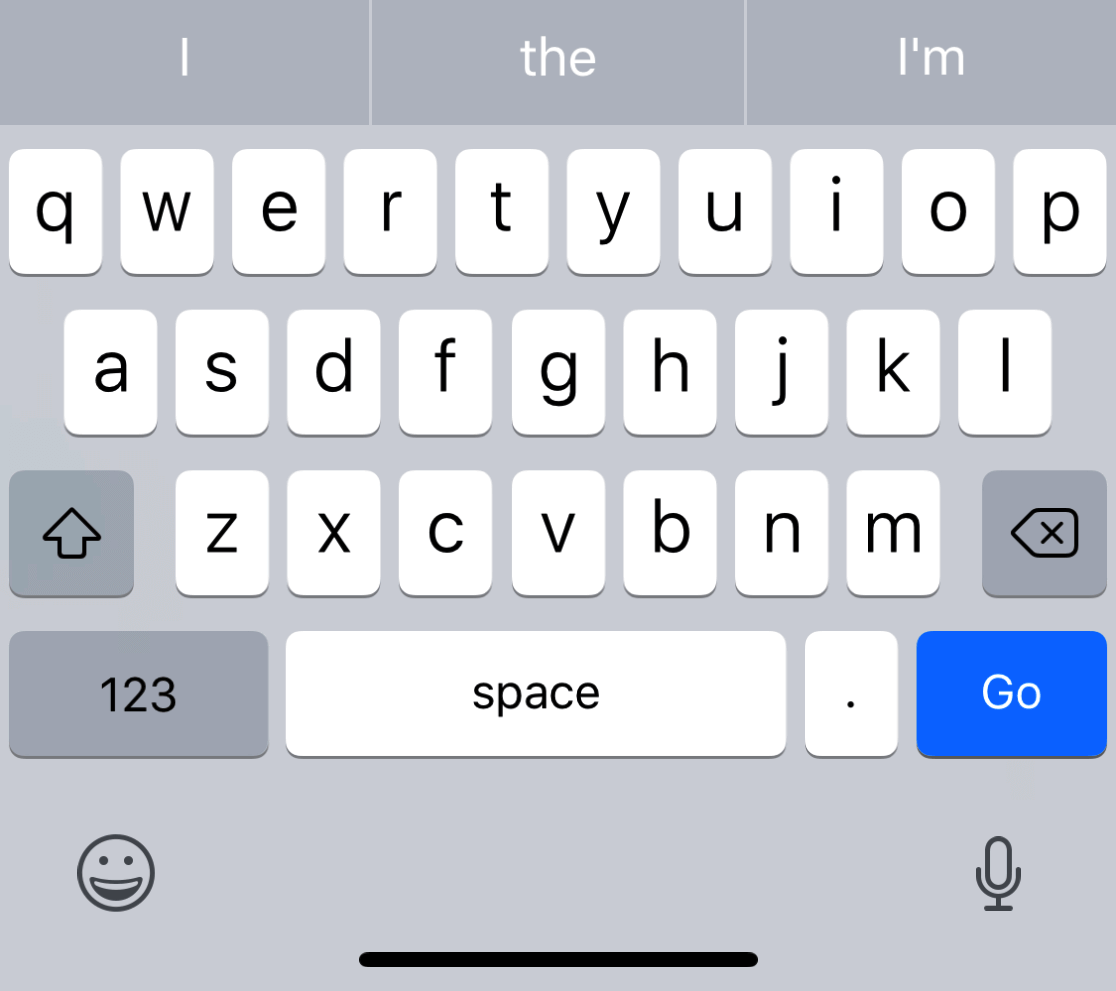 I the I'm
q w e r t y u i o p
a s d f g h j k l
z x c v b n m
123 space . Go